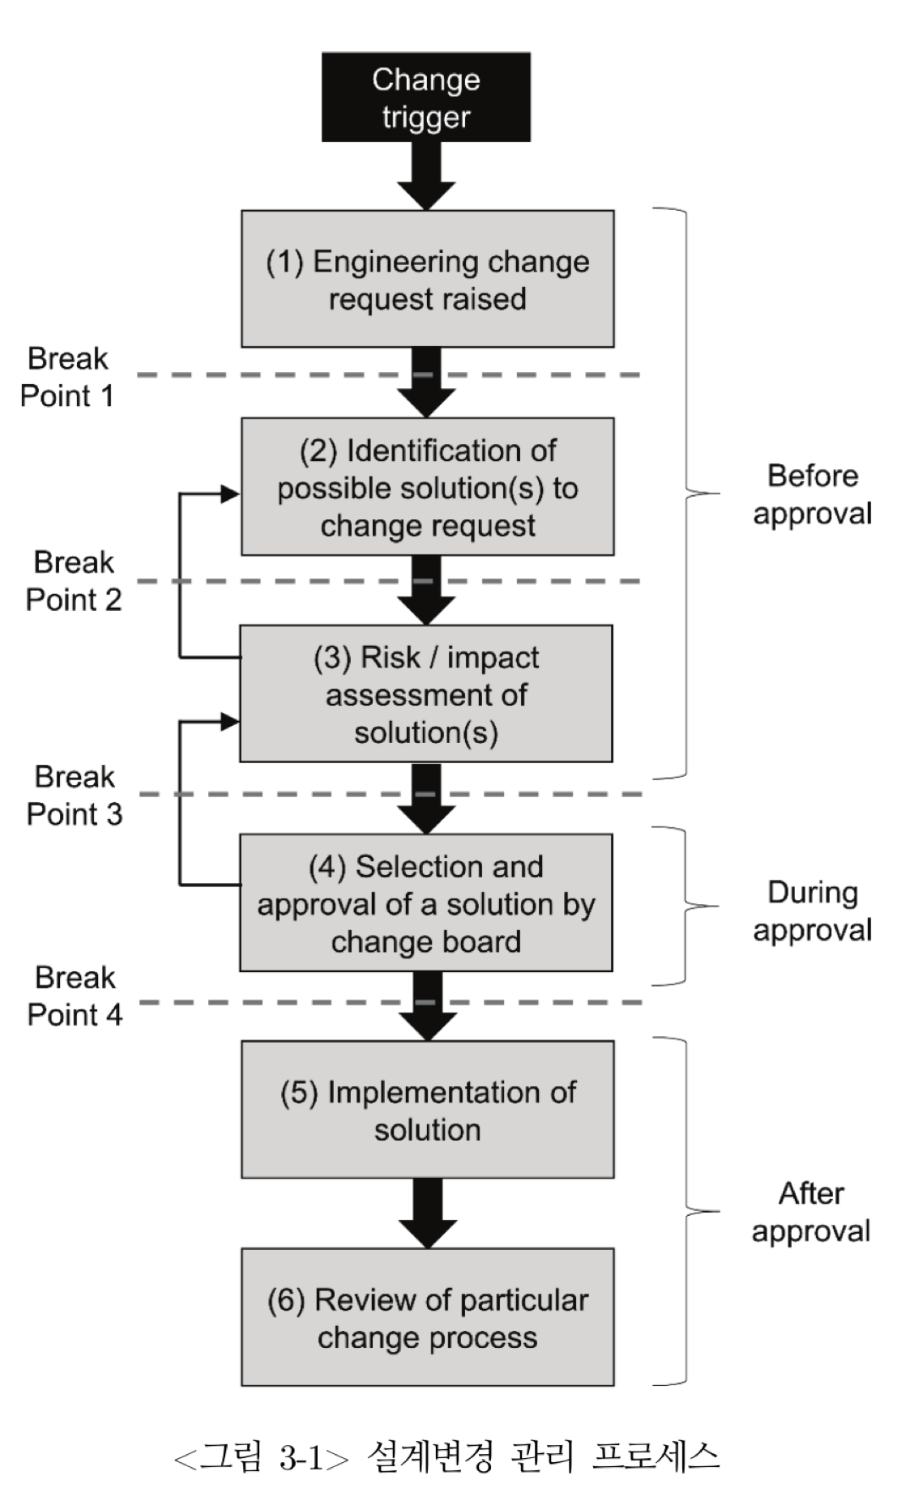 Change
trigger
(1) Engineering change
request raised
Break
Point 1
(2) Identification of
possible solution(s) to
change request
Before
approval
Break
Point 2
(3) Risk / impact
assessment of
solution(s)
Break
Point 3
(4) Selection and
approval of a solution by
change board
During
approval
Break
Point 4
(5) Implementation of
solution
After
approval
(6) Review of particular
change process
<그림 3-1> 설계변경 관리 프로세스